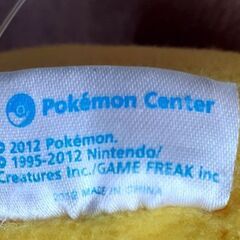 Pokémon Center
© 2012 Pokémon.
© 1995-2012 Nintendo/
Creatures Inc./GAME FREAK inc
MADE IN CHINA